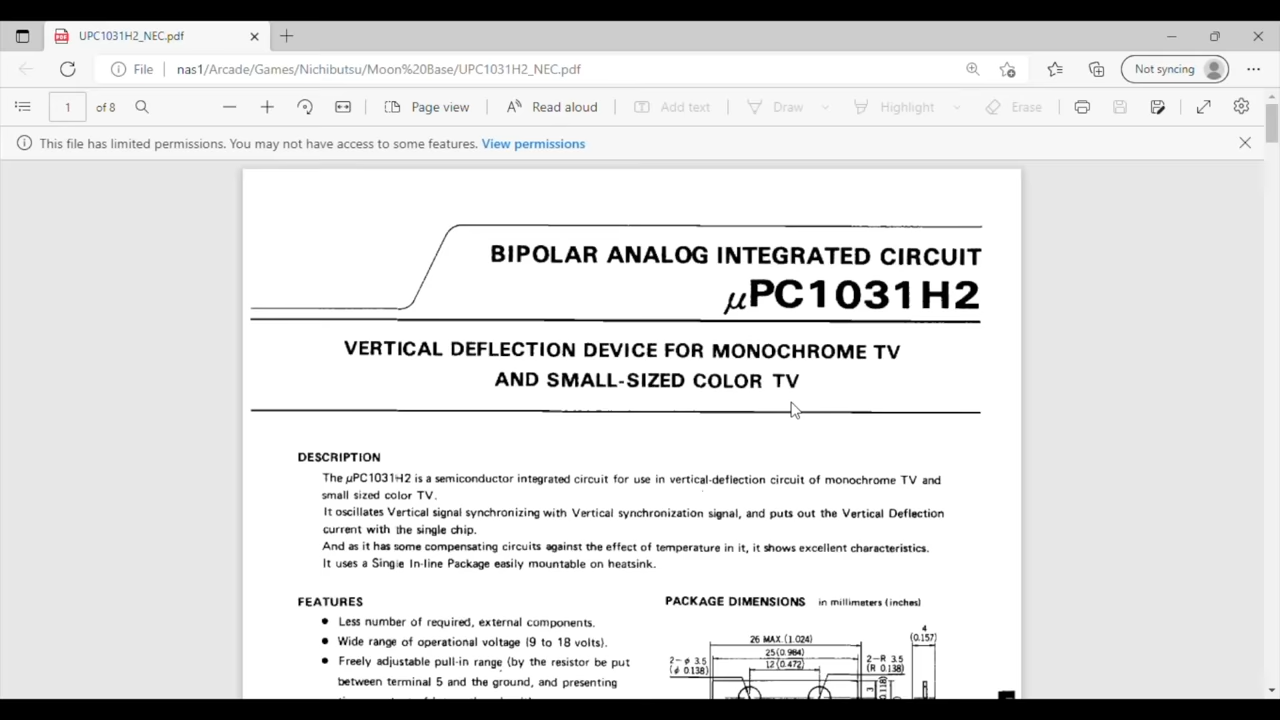 UPC1031H2_NEC.pdf
File nas1/Arcade/Games/Nichibutsu/Moon%20Base/UPC1031H2_NEC.pdf Not syncing
1 of 8 Page view Read aloud Add text Draw Highlight Erase
This file has limited permissions. You may not have access to some features. View permissions
BIPOLAR ANALOG INTEGRATED CIRCUIT
μPC1031H2
VERTICAL DEFLECTION DEVICE FOR MONOCHROME TV
AND SMALL-SIZED COLOR TV
DESCRIPTION
The μPC1031H2 is a semiconductor integrated circuit for use in vertical-deflection circuit of monochrome TV and
small sized color TV.
It oscillates Vertical signal synchronizing with Vertical synchronization signal, and puts out the Vertical Deflection
current with the single chip.
And as it has some compensating circuits against the effect of temperature in it, it shows excellent characteristics.
It uses a Single In-line Package easily mountable on heatsink.
FEATURES
● Less number of required, external components.
● Wide range of operational voltage (9 to 18 volts).
● Freely adjustable pull-in range (by the resistor be put
between terminal 5 and the ground, and presenting
PACKAGE DIMENSIONS in millimeters (inches)
4
(0.157)
26 MAX. (1.024)
25 (0.984)
12 (0.472)
2-φ 3.5
(φ 0.138)
2-R 3.5
(R 0.138)
3
(0.118)